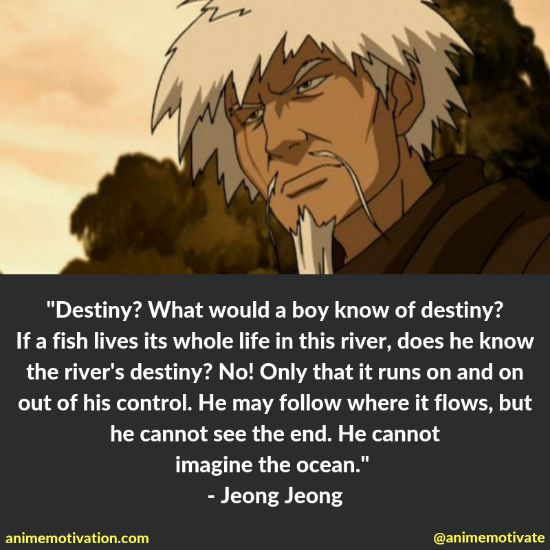 "Destiny? What would a boy know of destiny?
If a fish lives its whole life in this river, does he know
the river's destiny? No! Only that it runs on and on
out of his control. He may follow where it flows, but
he cannot see the end. He cannot
imagine the ocean."
- Jeong Jeong
animemotivation.com
@animemotivate